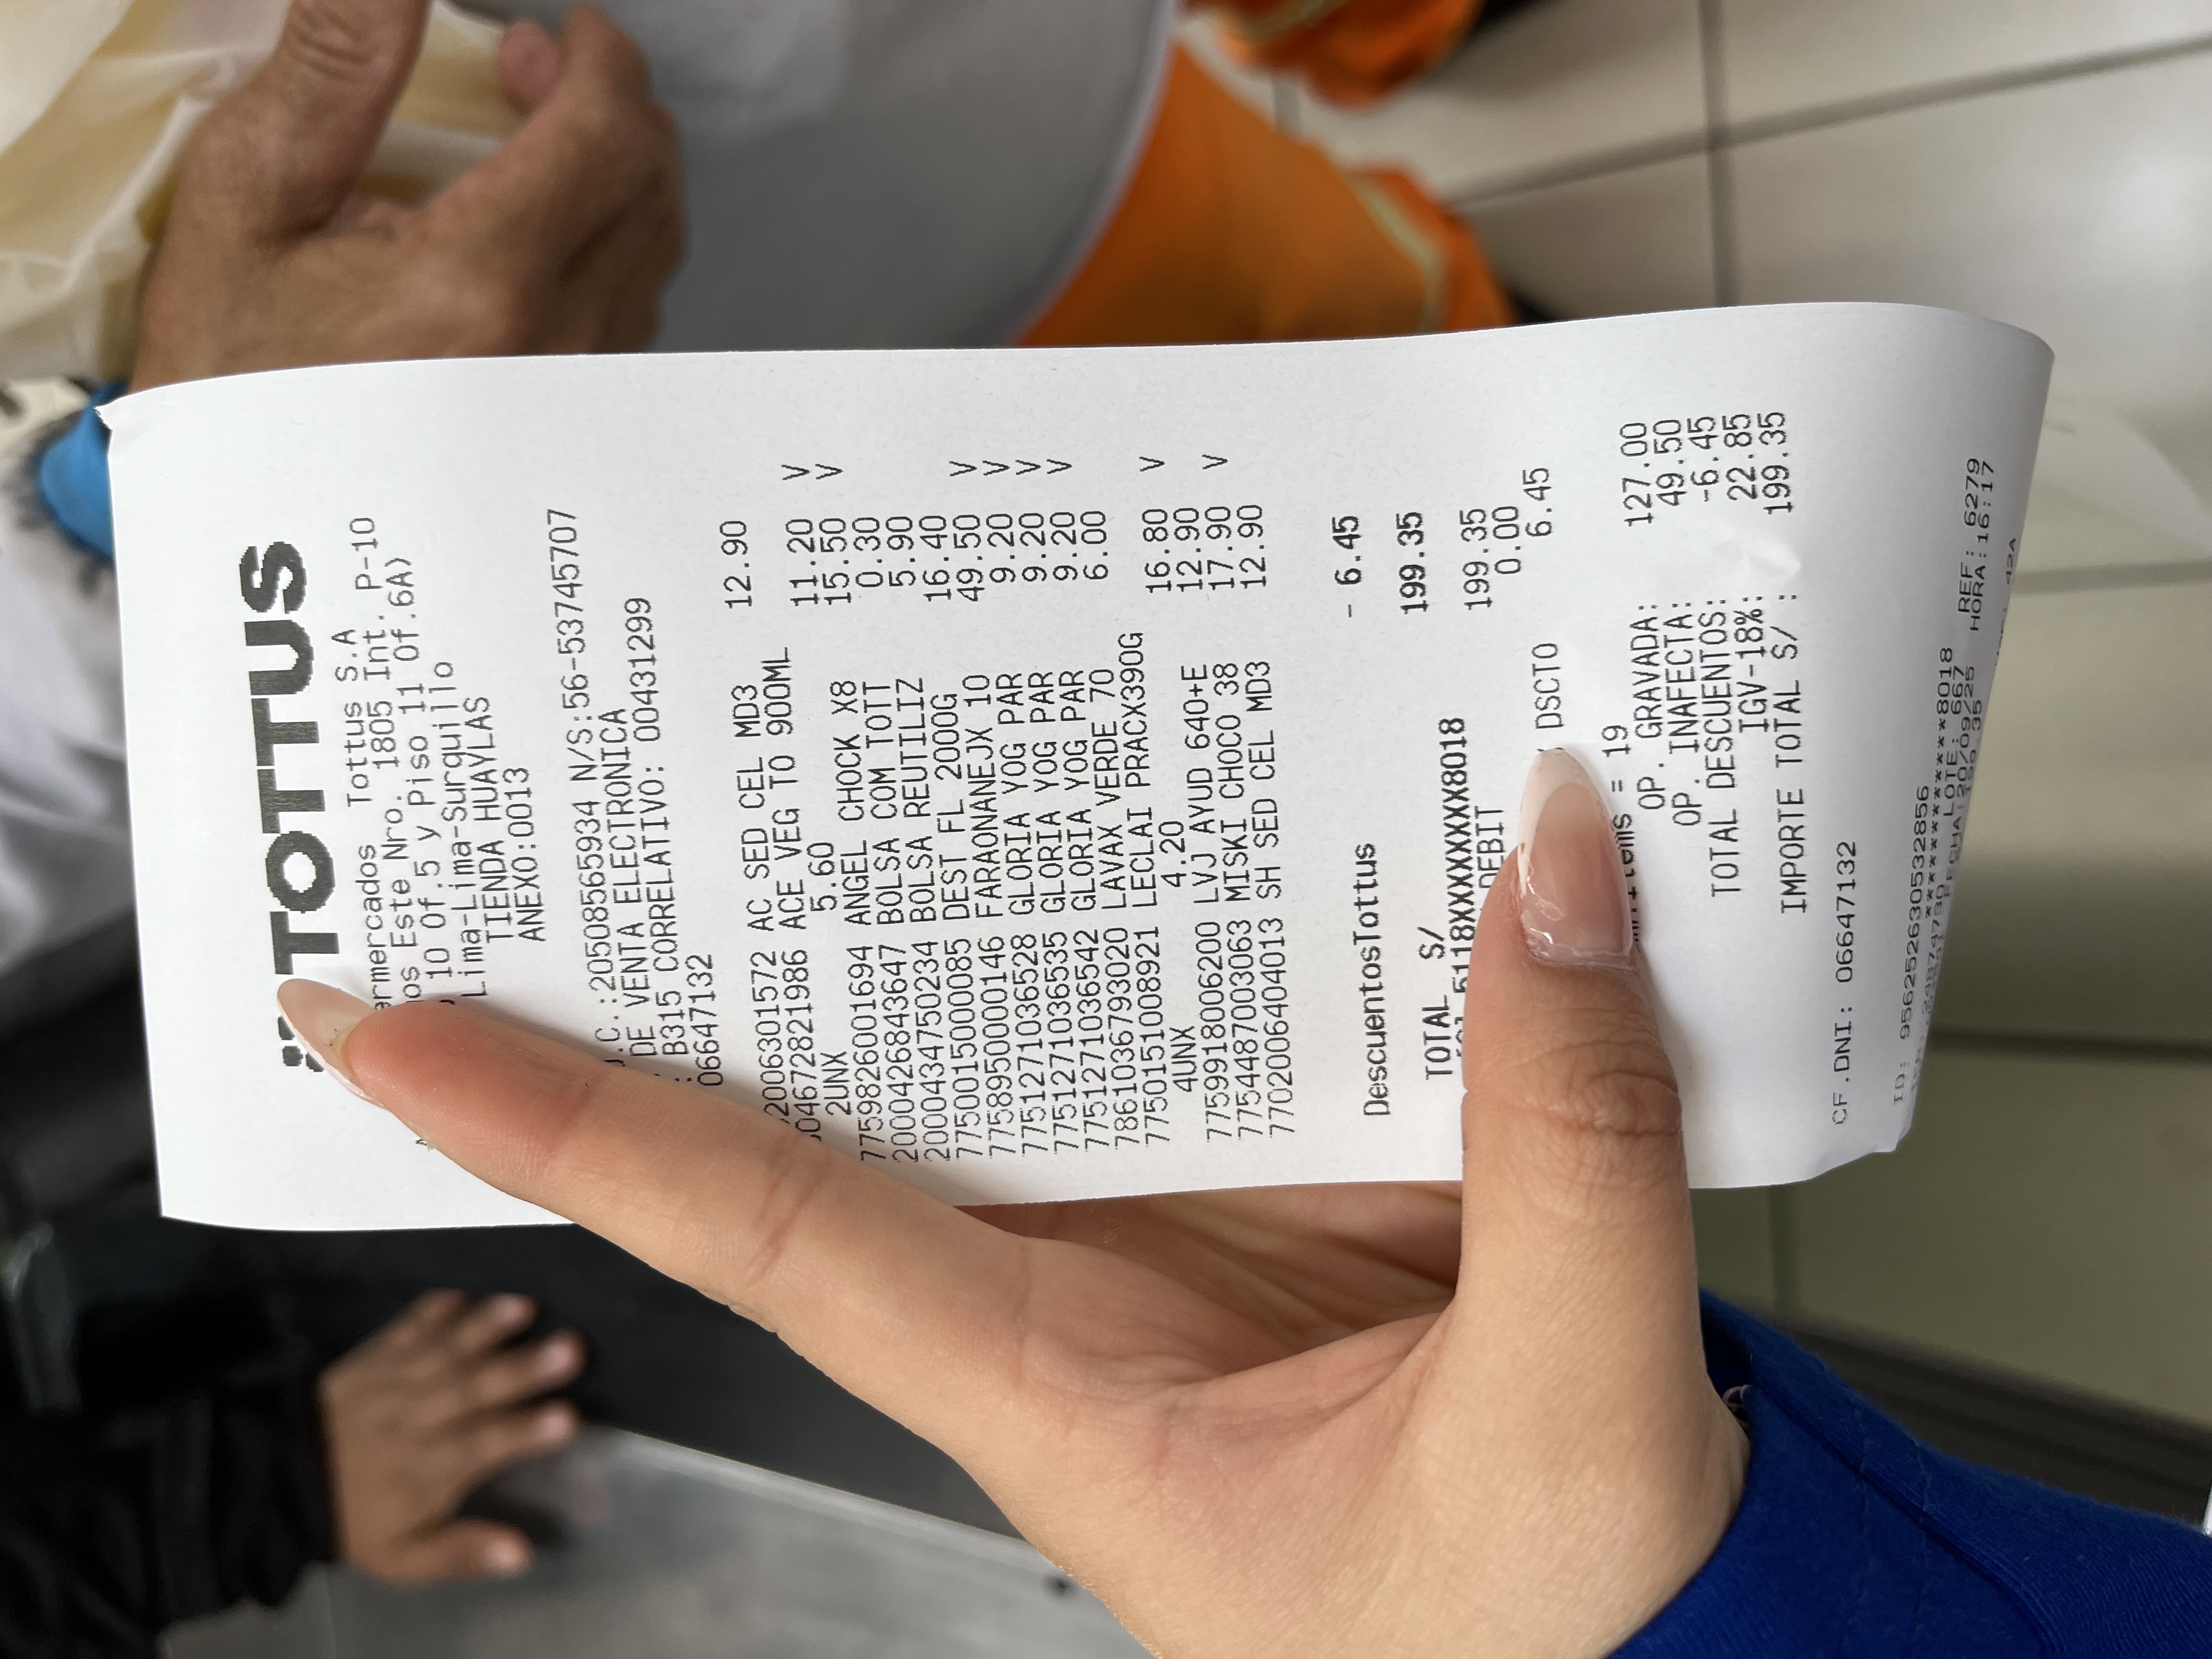 TOTTUS
Tottus S.A
Este Nro. 1805 Int. P-10
10 Of.5 y Piso 11 Of.6A)
Lima-Lima-Surquillo
TIENDA HUAYLAS
ANEXO:0013
.C.:20508565934 N/S:56-53745707
DE VENTA ELECTRONICA
: B315 CORRELATIVO: 00431299
06647132
2006301572 AC SED CEL MD3 12.90
04672821986 ACE VEG TO 900ML
2UNX 5.60 11.20 V
7759826001694 ANGEL CHOCK X8 15.50 V
2000426843647 BOLSA COM TOTT 0.30
2000434750234 BOLSA REUTILIZ 5.90
7750015000085 DEST FL 2000G 16.40
7758950000146 FARAONANEJX 10 49.50 V
7751271036528 GLORIA YOG PAR 9.20 V
7751271036535 GLORIA YOG PAR 9.20 V
7751271036542 GLORIA YOG PAR 9.20 V
7861036793020 LAVAX VERDE 70 6.00
7750151008921 LECLAI PRACX390G
4UNX 4.20 16.80 V
7759918006200 LVJ AYUD 640+E 12.90
7754487003063 MISKI CHOCO 38 17.90 V
7702006404013 SH SED CEL MD3 12.90
DescuentosTottus - 6.45
TOTAL S/ 199.35
5118XXXXXXXX8018
DEBIT 199.35
0.00
DSCTO 6.45
= 19
OP. GRAVADA: 127.00
OP. INAFECTA: 49.50
TOTAL DESCUENTOS: -6.45
IGV-18%: 22.85
IMPORTE TOTAL S/ : 199.35
CF.DNI: 06647132
ID: 956252630532856
************8018
24874730 LOTE: 667 REF: 6279
FECHA:20/09/25 HORA:16:17
199.35
42A